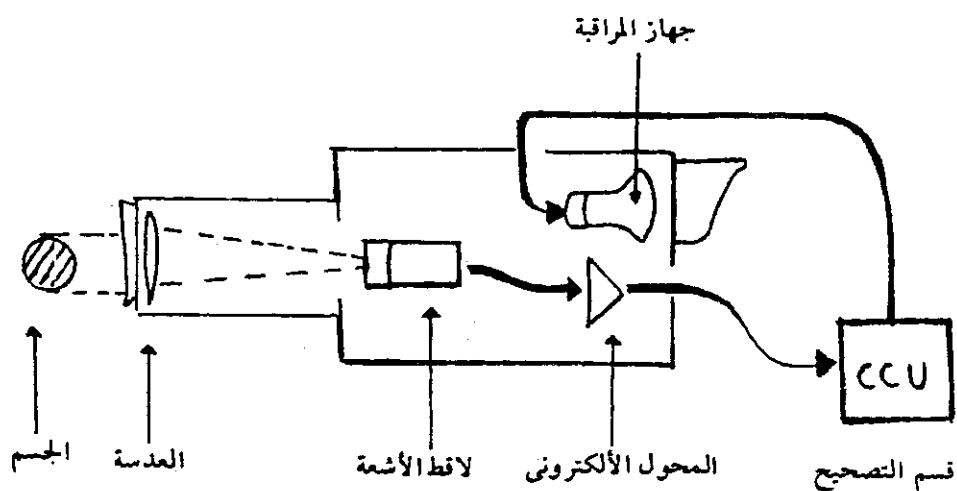 جهاز المراقبة
CCU
الجسم
العدسة
لاقط الأشعة
المحول الألكترونى
قسم التصحيح